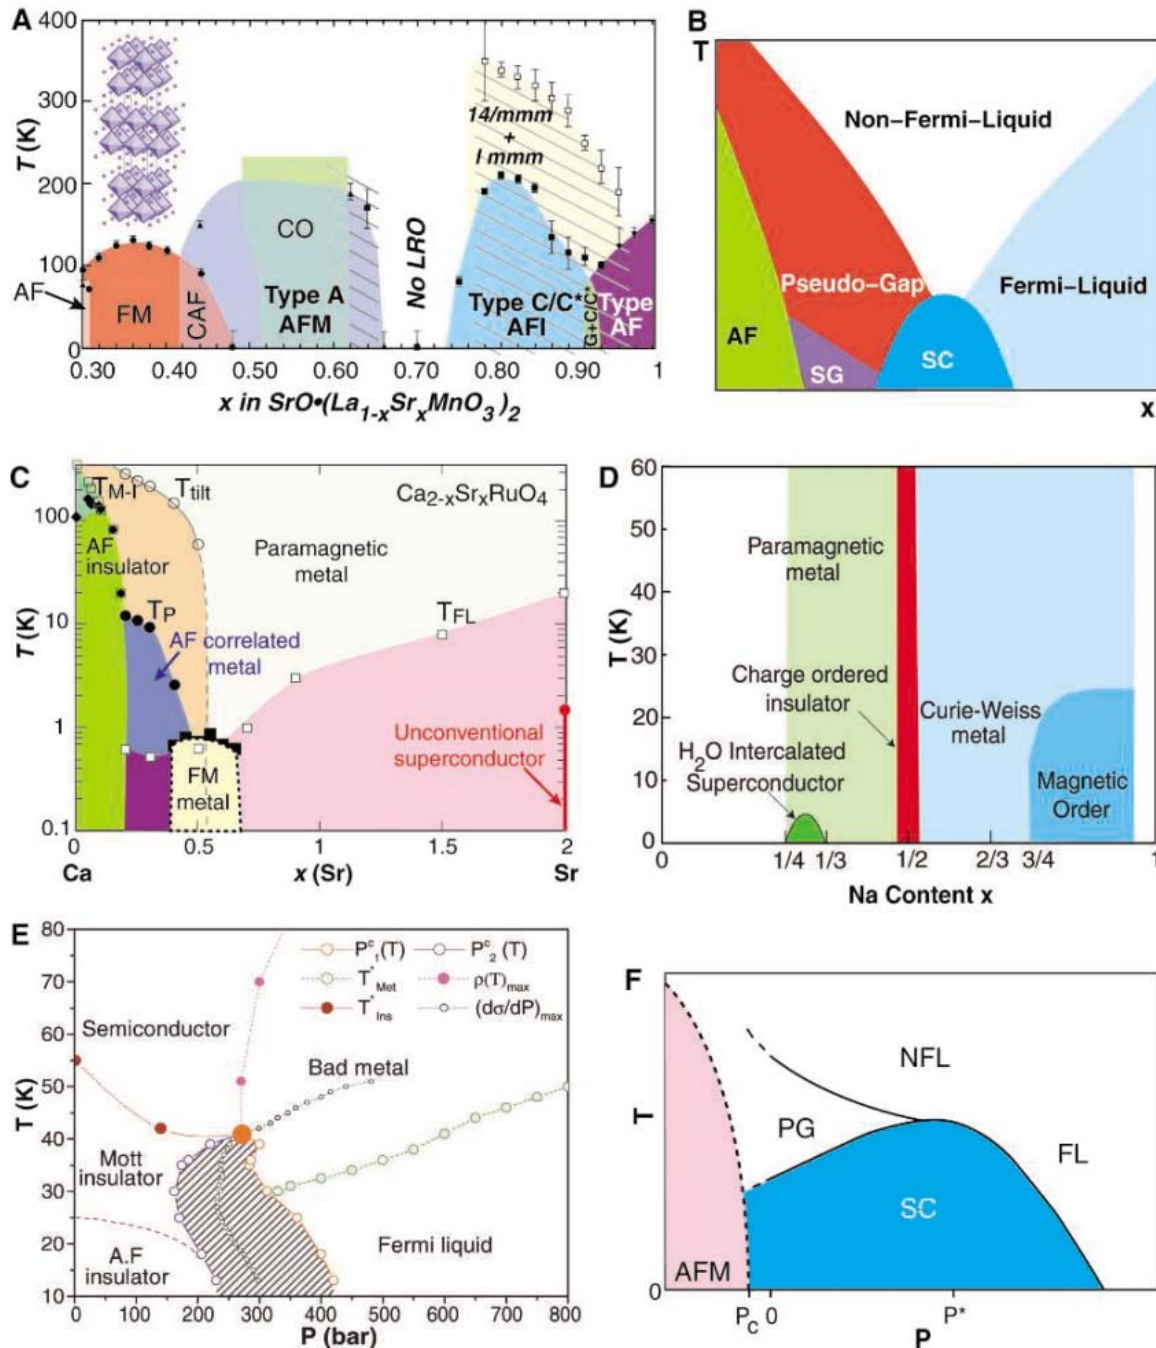 A
400
300
200
100
0
T (K)
14/mmm
+
I mmm
CO
No LRO
AF
FM
CAF
Type A
AFM
Type C/C*
AFI
G+C/C*
Type
AF
0.30 0.40 0.50 0.60 0.70 0.80 0.90 1
x in SrO•(La1-xSrxMnO3)2
B
T
Non–Fermi–Liquid
Pseudo–Gap
Fermi–Liquid
AF
SG
SC
x
C
TM-I
Ttilt
Ca2-xSrxRuO4
100
10
1
0.1
T (K)
AF
insulator
Paramagnetic
metal
TP
TFL
AF correlated
metal
Unconventional
superconductor
FM
metal
0 0.5 1 1.5 2
Ca x (Sr) Sr
D
60
50
40
30
20
10
0
T (K)
Paramagnetic
metal
Charge ordered
insulator
Curie-Weiss
metal
H2O Intercalated
Superconductor
Magnetic
Order
0 1/4 1/3 1/2 2/3 3/4 1
Na Content x
E
80
70
60
50
40
30
20
10
T (K)
Pc1(T) Pc2 (T)
T*Met ρ(T)max
T*Ins (dσ/dP)max
Semiconductor
Bad metal
Mott
insulator
A.F
insulator
Fermi liquid
0 100 200 300 400 500 600 700 800
P (bar)
F
T
NFL
PG
FL
SC
AFM
0
Pc 0 P*
P